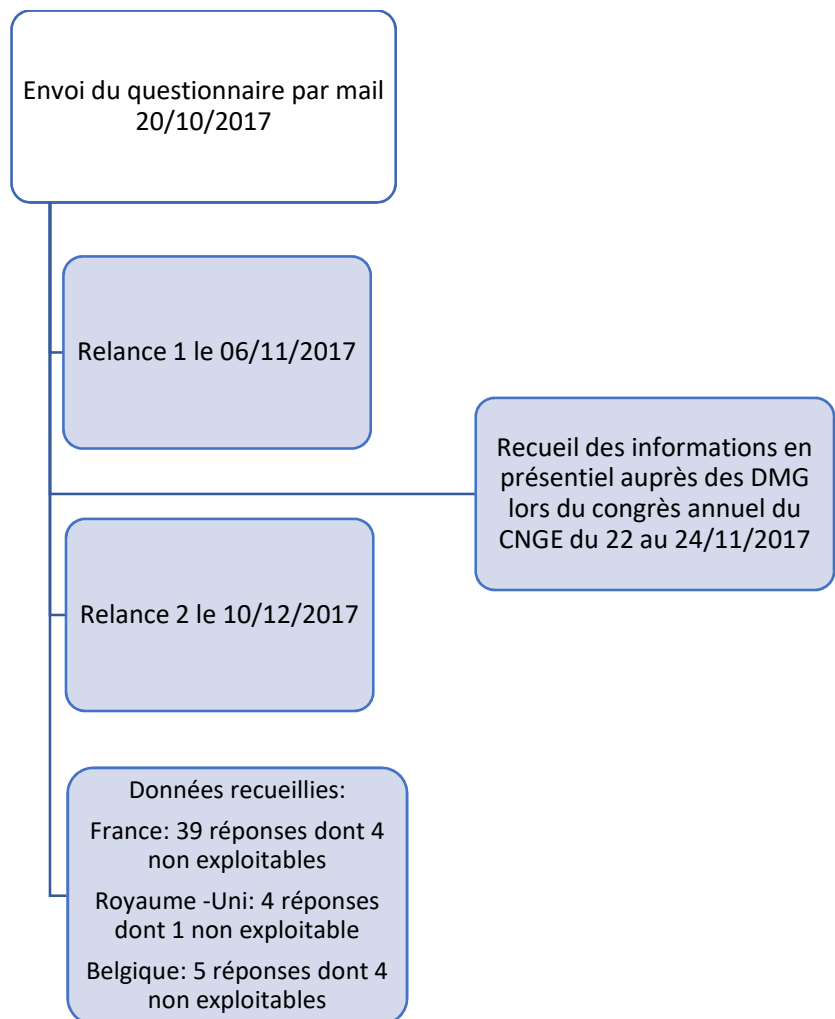 Envoi du questionnaire par mail
20/10/2017
Relance 1 le 06/11/2017
Recueil des informations en
présentiel auprès des DMG
lors du congrès annuel du
CNGE du 22 au 24/11/2017
Relance 2 le 10/12/2017
Données recueillies:
France: 39 réponses dont 4
non exploitables
Royaume -Uni: 4 réponses
dont 1 non exploitable
Belgique: 5 réponses dont 4
non exploitables